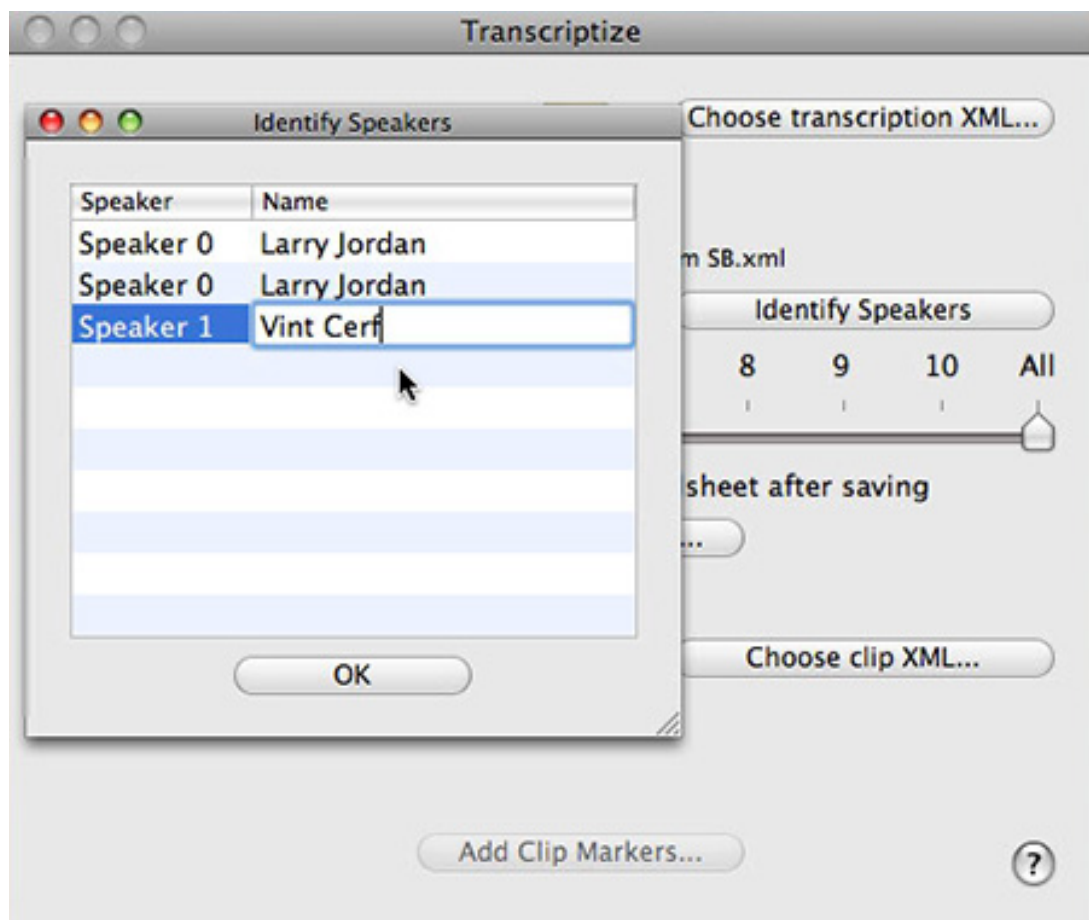 Transcriptize
Identify Speakers
Choose transcription XML...
Speaker Name
Speaker 0 Larry Jordan
Speaker 0 Larry Jordan
Speaker 1 Vint Cerf
m SB.xml
Identify Speakers
8 9 10 All
sheet after saving
...
OK
Choose clip XML...
Add Clip Markers...
?